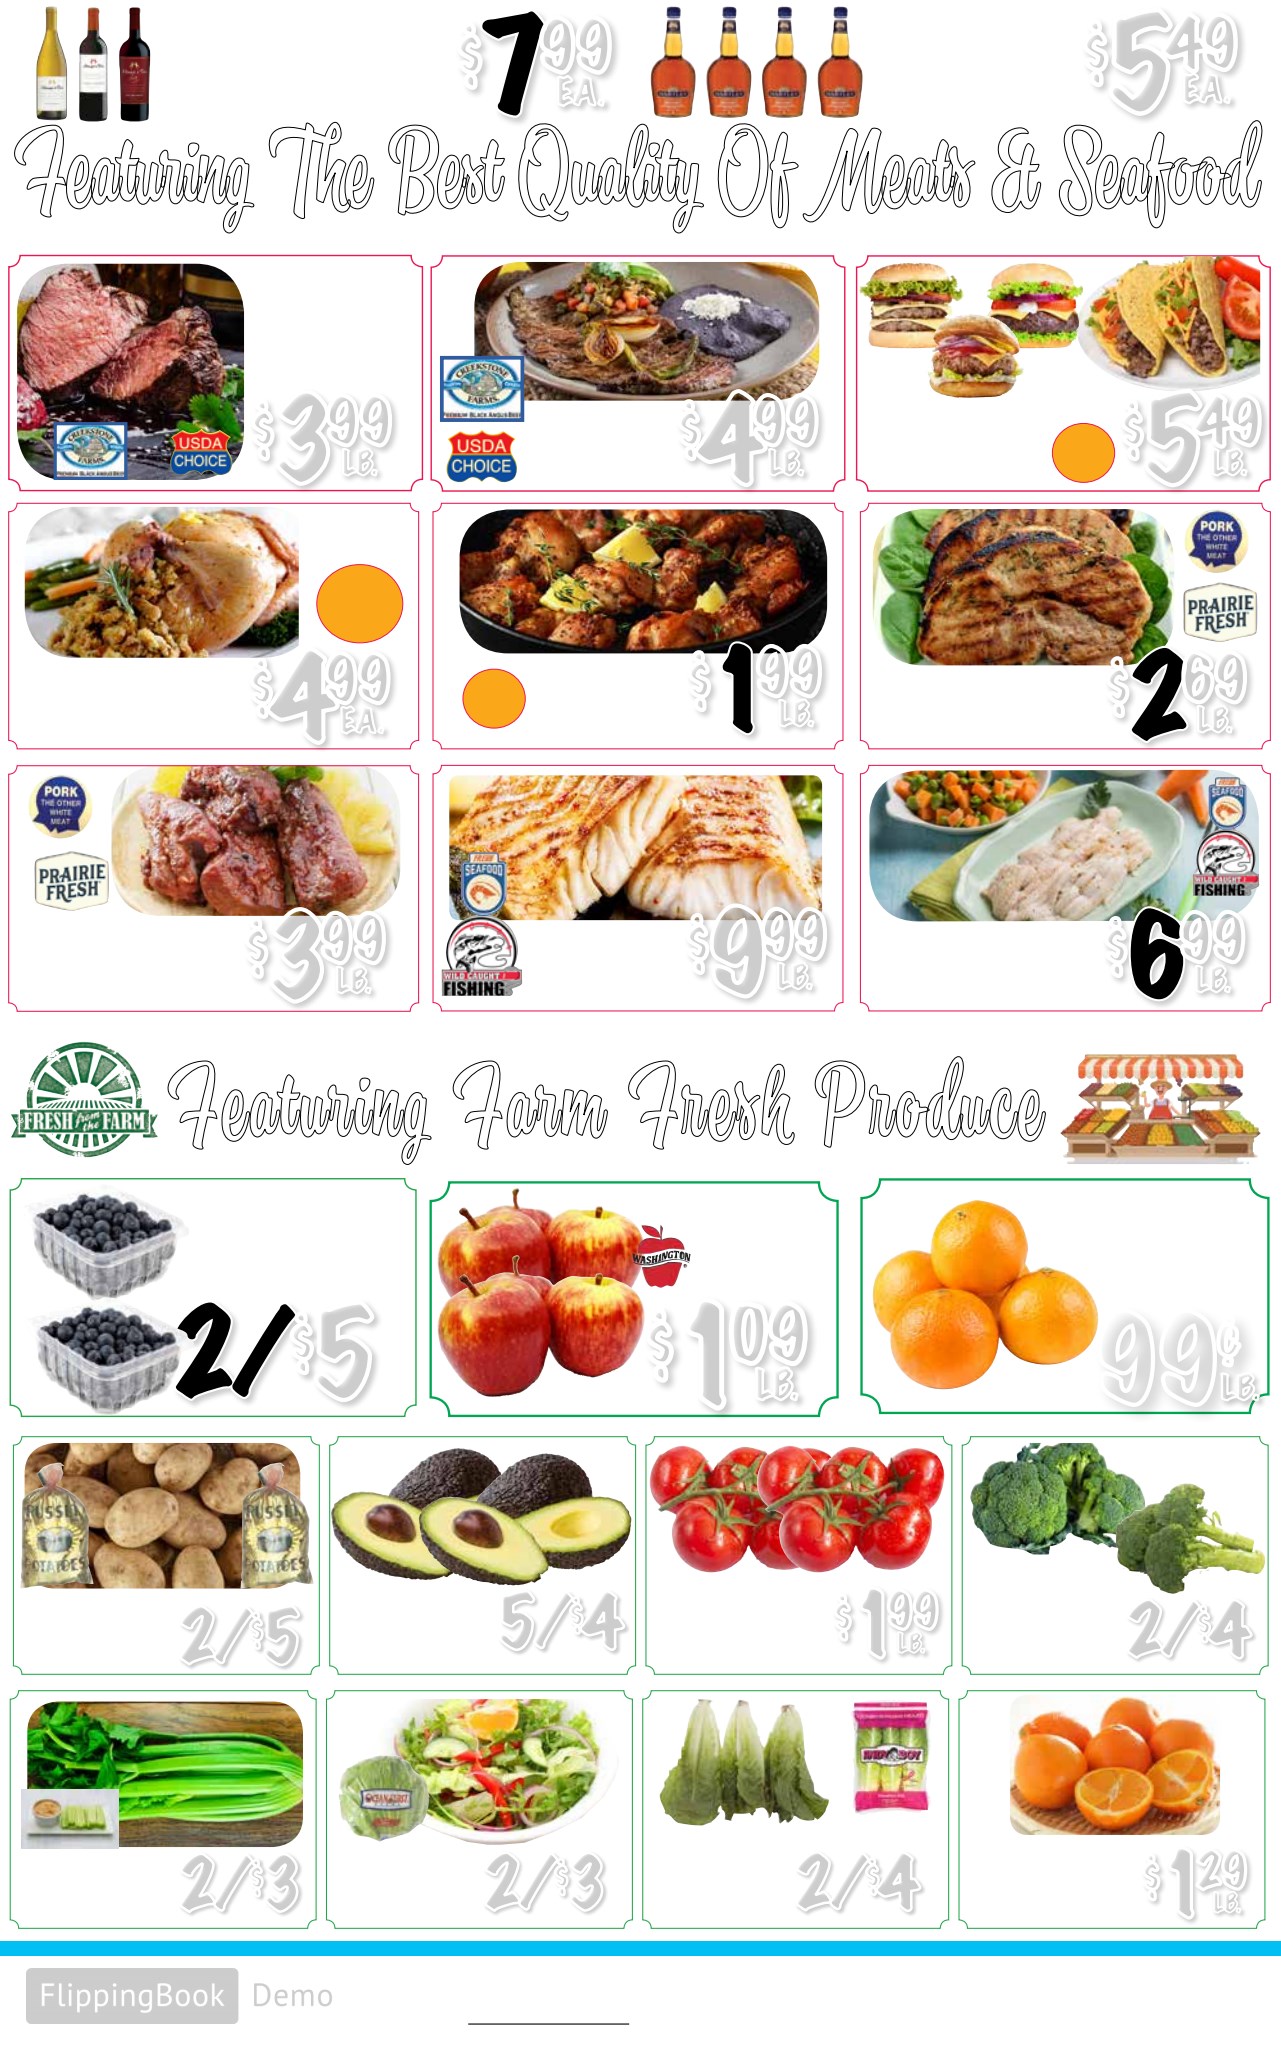 $7 99 EA.
$5 49 EA.
Featuring The Best Quality Of Meats & Seafood
CREEKSTONE FARMS
PREMIUM BLACK ANGUS BEEF
USDA CHOICE
$3 99 LB.
CREEKSTONE FARMS
PREMIUM BLACK ANGUS BEEF
USDA CHOICE
$4 99 LB.
$5 49 LB.
$4 99 EA.
$1 99 LB.
PORK
THE OTHER
WHITE
MEAT
PRAIRIE
FRESH
$2 69 LB.
PORK
THE OTHER
WHITE
MEAT
PRAIRIE
FRESH
$3 99 LB.
FRESH
SEAFOOD
WILD CAUGHT
FISHING
$9 99 LB.
FRESH
SEAFOOD
WILD CAUGHT
FISHING
$6 99 LB.
FRESH from the FARM
Featuring Farm Fresh Produce
2/$5
WASHINGTON
$1 09 LB.
99¢ LB.
RUSSET
POTATOES
RUSSET
POTATOES
2/$5
5/$4
$1 99 LB.
2/$4
2/$3
OCEAN MIST
2/$3
ANDY BOY
2/$4
$1 29 LB.
FlippingBook Demo